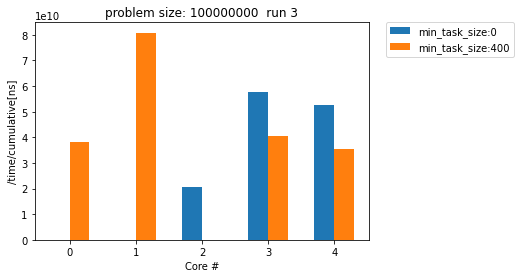 problem size: 100000000  run 3
1e10
8
7
6
5
4
3
2
1
0
/time/cumulative[ns]
0 1 2 3 4
Core #
min_task_size:0
min_task_size:400